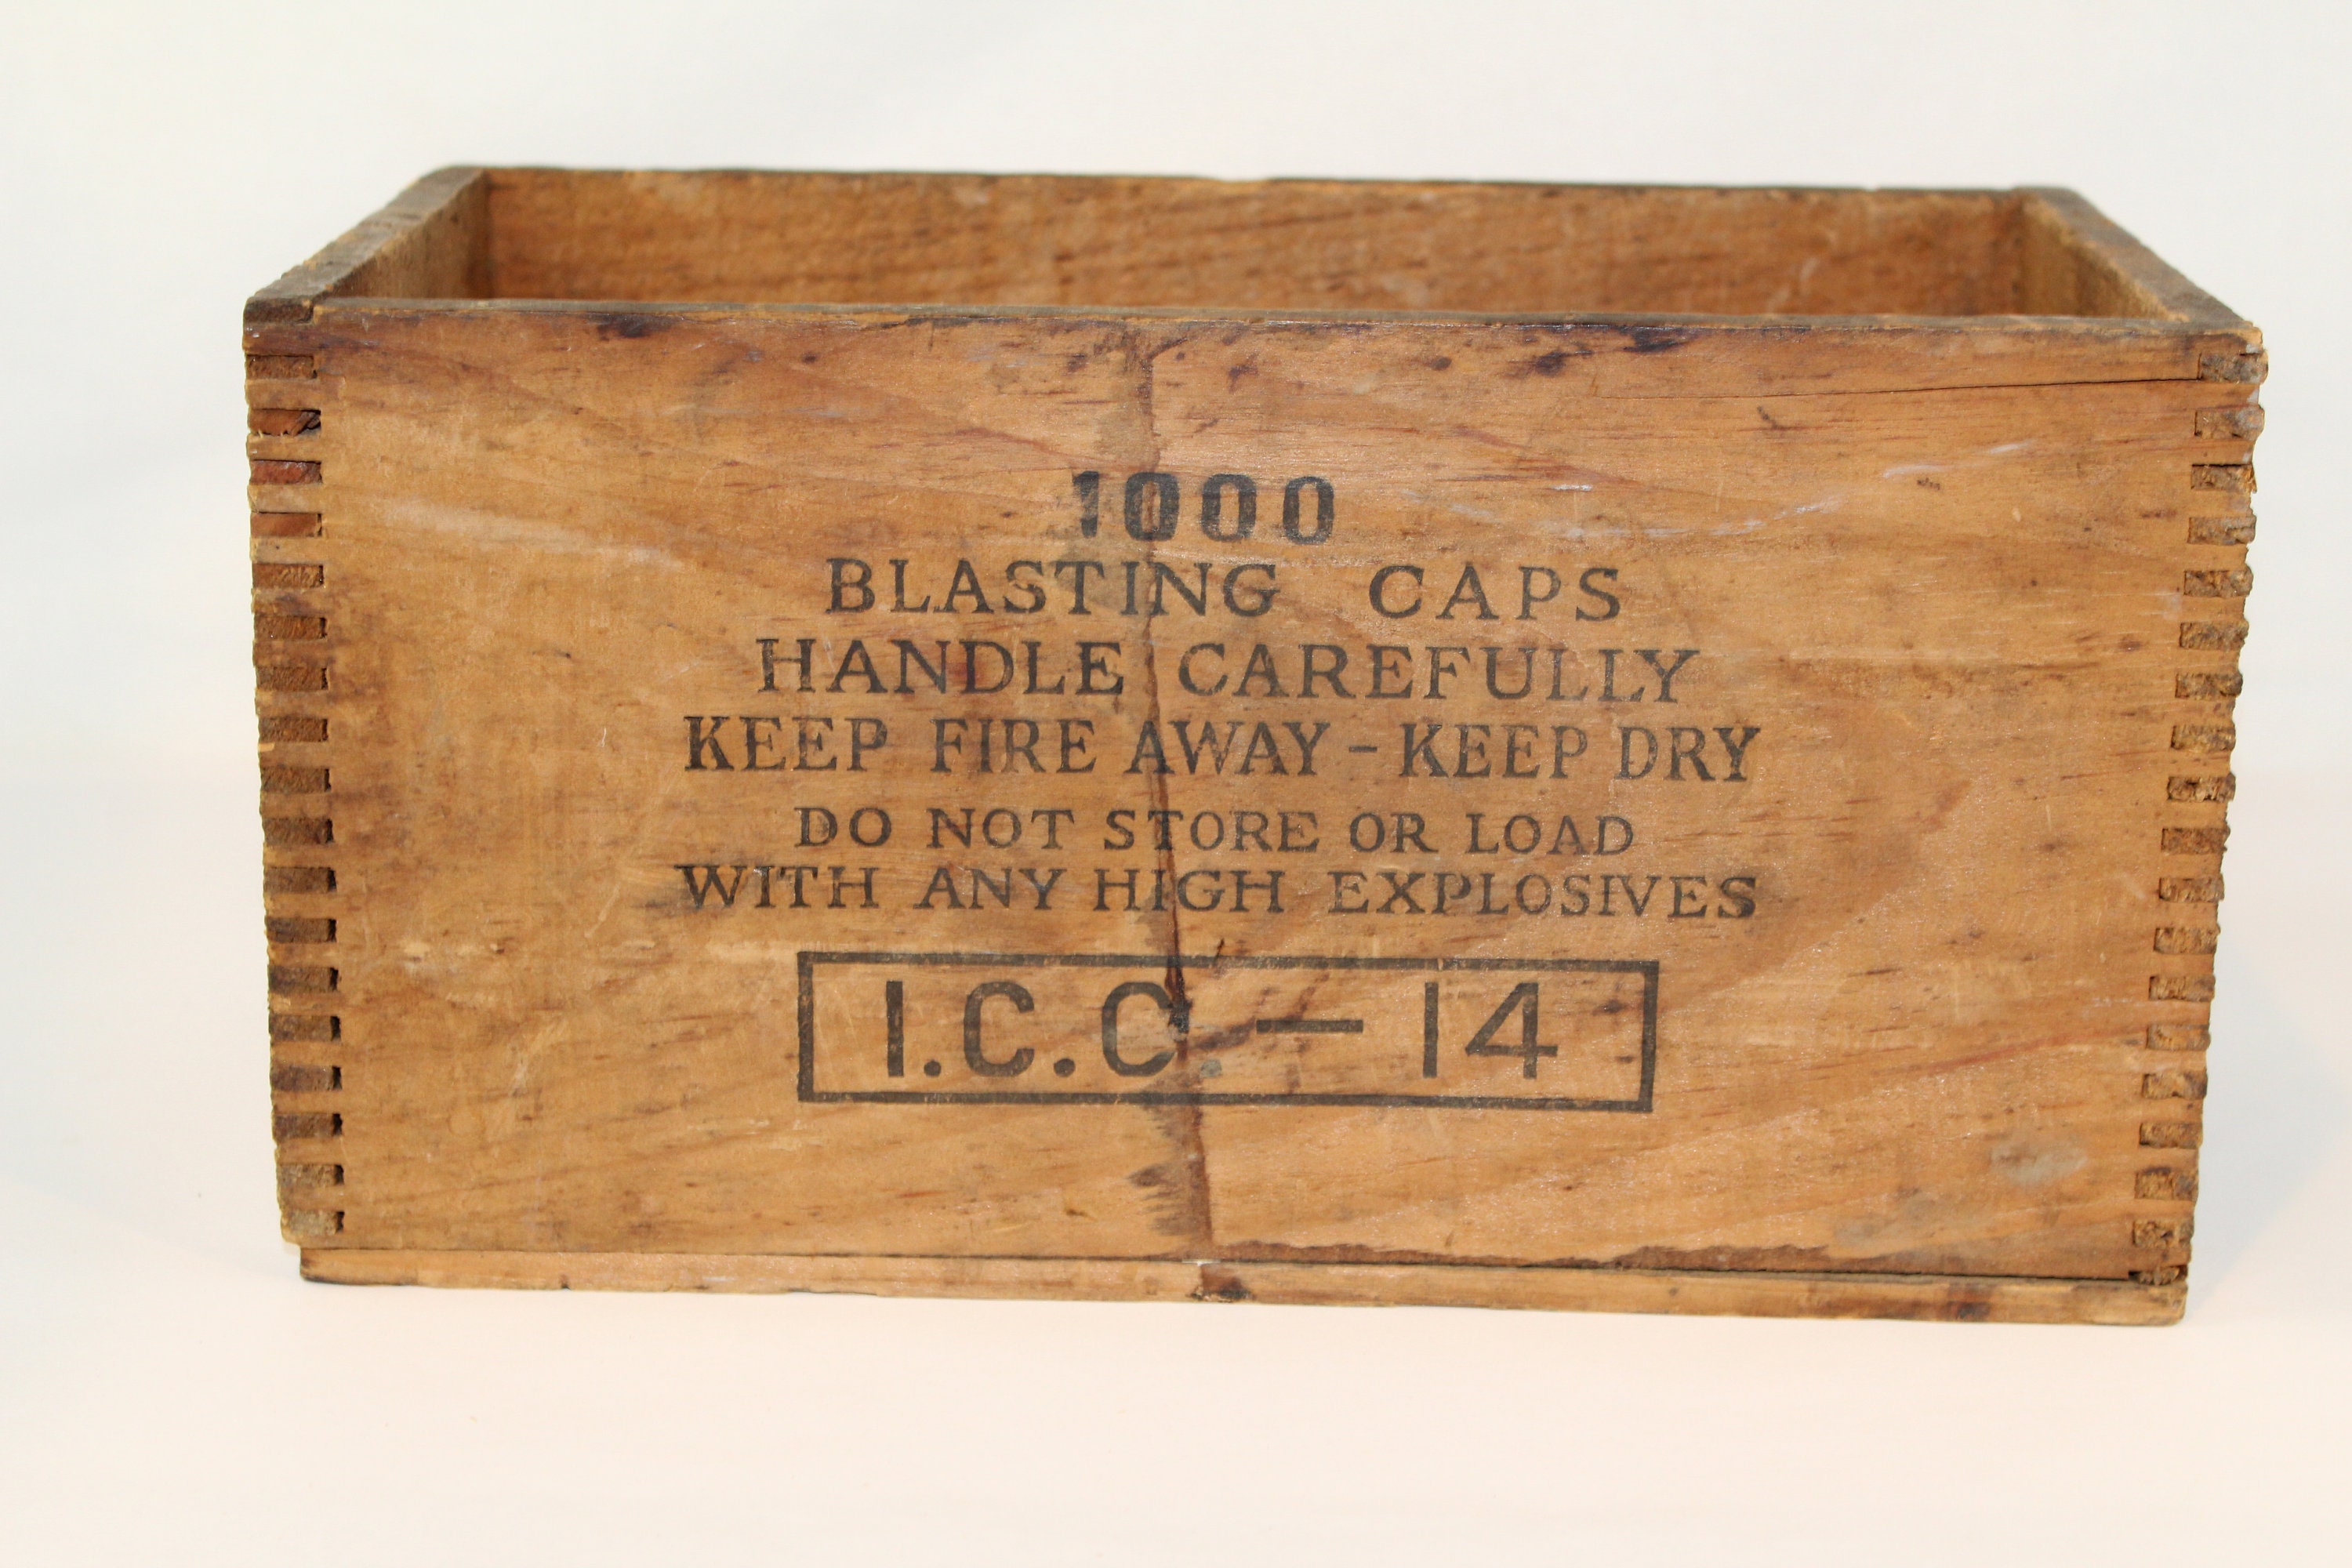 1000
BLASTING CAPS
HANDLE CAREFULLY
KEEP FIRE AWAY - KEEP DRY
DO NOT STORE OR LOAD
WITH ANY HIGH EXPLOSIVES
I.C.C. - 14